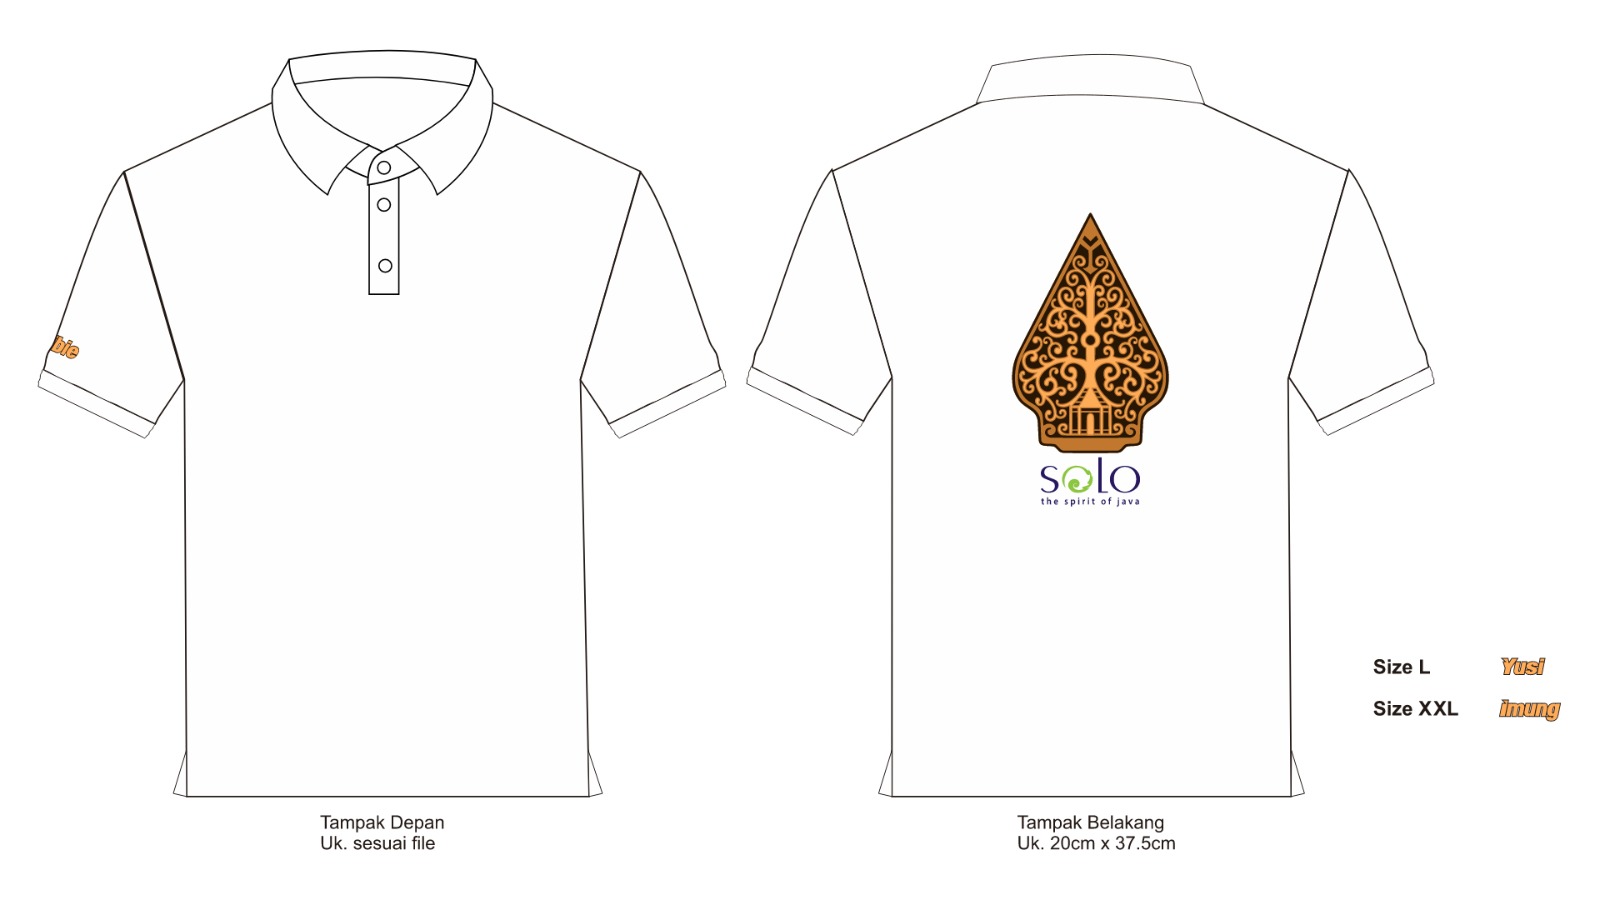 bie
solo
the spirit of java
Size L Yusi
Size XXL imung
Tampak Depan
Uk. sesuai file
Tampak Belakang
Uk. 20cm x 37.5cm